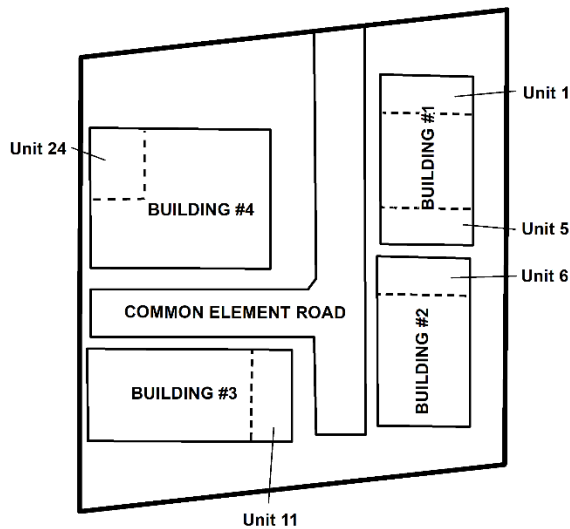 Unit 1
BUILDING #1
Unit 24
BUILDING #4
Unit 5
Unit 6
COMMON ELEMENT ROAD
BUILDING #2
BUILDING #3
Unit 11